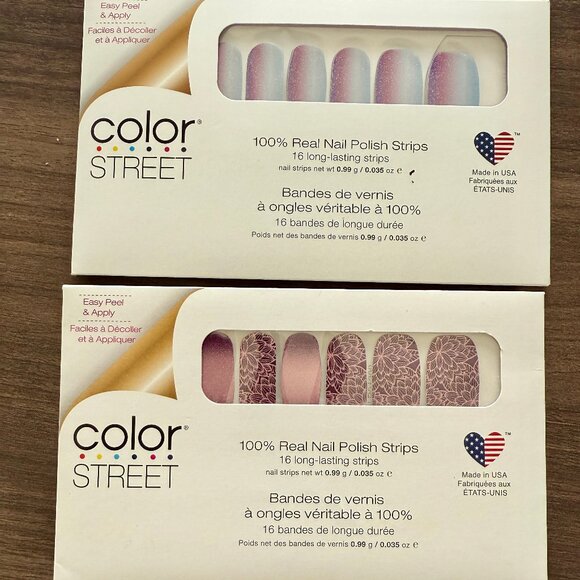 Easy Peel
& Apply
Faciles à Décoller
et à Appliquer
color®
STREET
100% Real Nail Polish Strips
16 long-lasting strips
nail strips net wt 0.99 g / 0.035 oz ℮
Bandes de vernis
à ongles véritable à 100%
16 bandes de longue durée
Poids net des bandes de vernis 0.99 g / 0.035 oz ℮
™
Made in USA
Fabriquées aux
ÉTATS-UNIS
Easy Peel
& Apply
Faciles à Décoller
et à Appliquer
color®
STREET
100% Real Nail Polish Strips
16 long-lasting strips
nail strips net wt 0.99 g / 0.035 oz ℮
Bandes de vernis
à ongles véritable à 100%
16 bandes de longue durée
Poids net des bandes de vernis 0.99 g / 0.035 oz ℮
™
Made in USA
Fabriquées aux
ÉTATS-UNIS